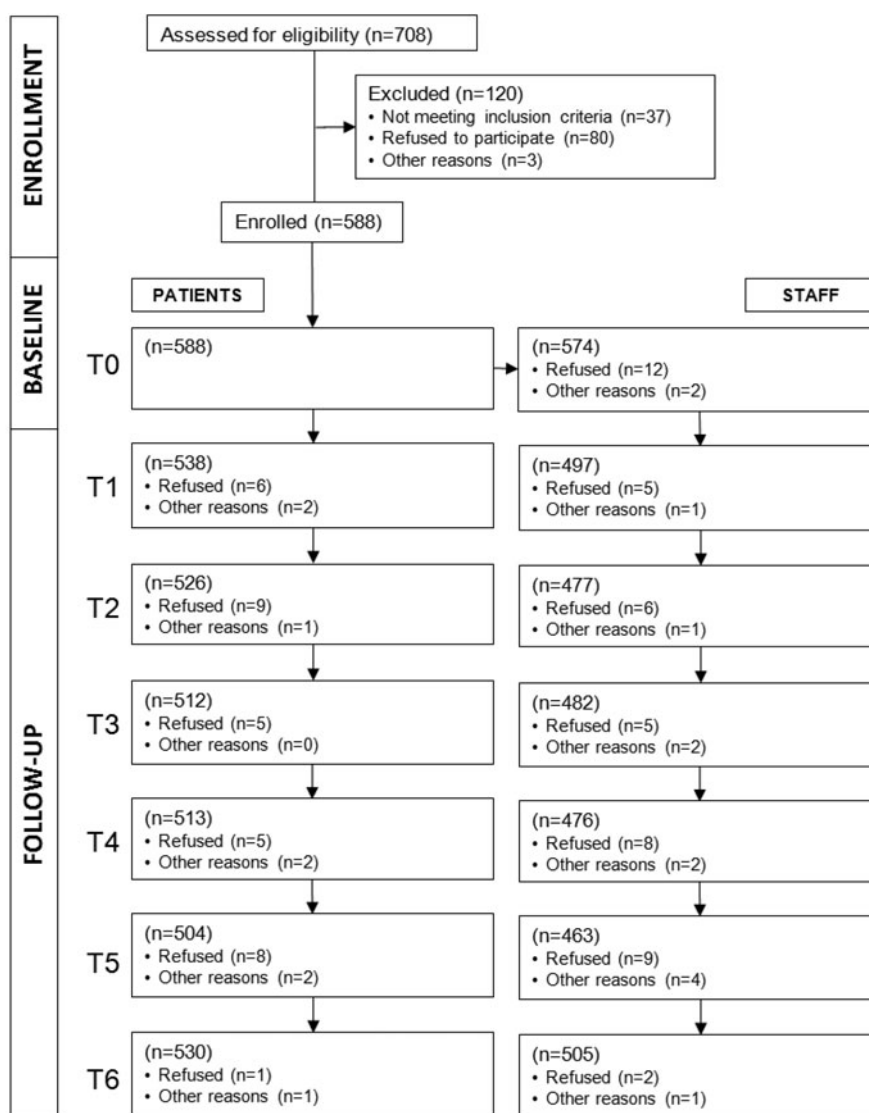 ENROLLMENT
Assessed for eligibility (n=708)
Excluded (n=120)
• Not meeting inclusion criteria (n=37)
• Refused to participate (n=80)
• Other reasons (n=3)
Enrolled (n=588)
BASELINE
PATIENTS
STAFF
T0
(n=588)
(n=574)
• Refused (n=12)
• Other reasons (n=2)
FOLLOW-UP
T1
(n=538)
• Refused (n=6)
• Other reasons (n=2)
(n=497)
• Refused (n=5)
• Other reasons (n=1)
T2
(n=526)
• Refused (n=9)
• Other reasons (n=1)
(n=477)
• Refused (n=6)
• Other reasons (n=1)
T3
(n=512)
• Refused (n=5)
• Other reasons (n=0)
(n=482)
• Refused (n=5)
• Other reasons (n=2)
T4
(n=513)
• Refused (n=5)
• Other reasons (n=2)
(n=476)
• Refused (n=8)
• Other reasons (n=2)
T5
(n=504)
• Refused (n=8)
• Other reasons (n=2)
(n=463)
• Refused (n=9)
• Other reasons (n=4)
T6
(n=530)
• Refused (n=1)
• Other reasons (n=1)
(n=505)
• Refused (n=2)
• Other reasons (n=1)